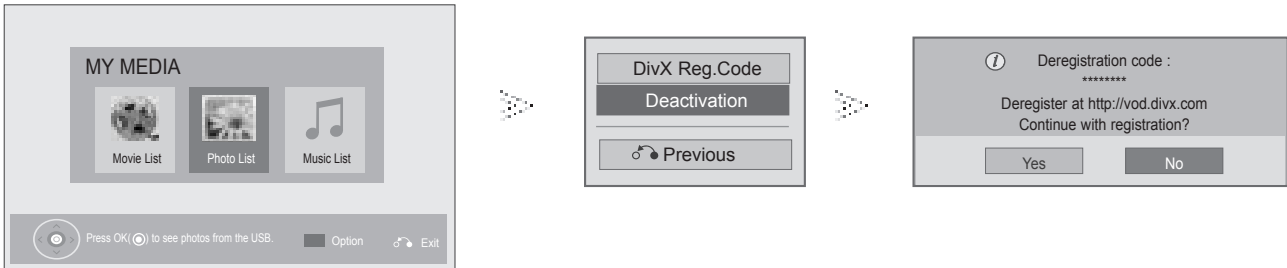 MY MEDIA
Movie List
Photo List
Music List
Press OK(◉) to see photos from the USB.
Option
Exit
DivX Reg.Code
Deactivation
Previous
Deregistration code :
********
Deregister at http://vod.divx.com
Continue with registration?
Yes
No